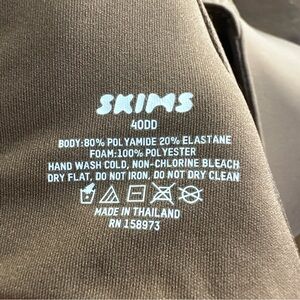 SKIMS
40DD
BODY:80% POLYAMIDE 20% ELASTANE
FOAM:100% POLYESTER
HAND WASH COLD, NON-CHLORINE BLEACH
DRY FLAT, DO NOT IRON, DO NOT DRY CLEAN
MADE IN THAILAND
RN 158973